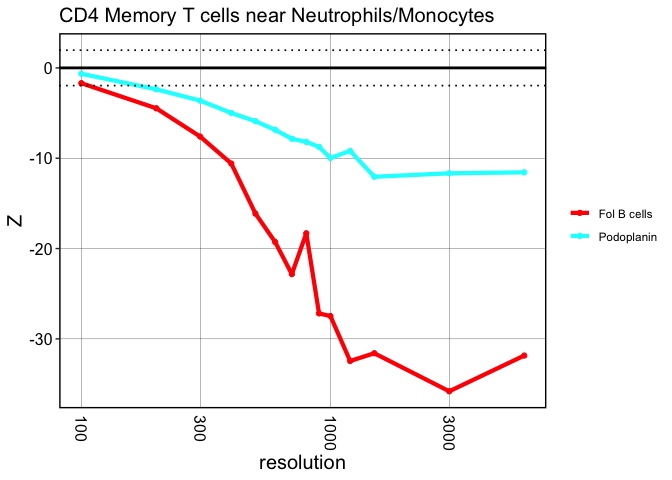 CD4 Memory T cells near Neutrophils/Monocytes
0
-10
-20
-30
Z
100
300
1000
3000
resolution
Fol B cells
Podoplanin